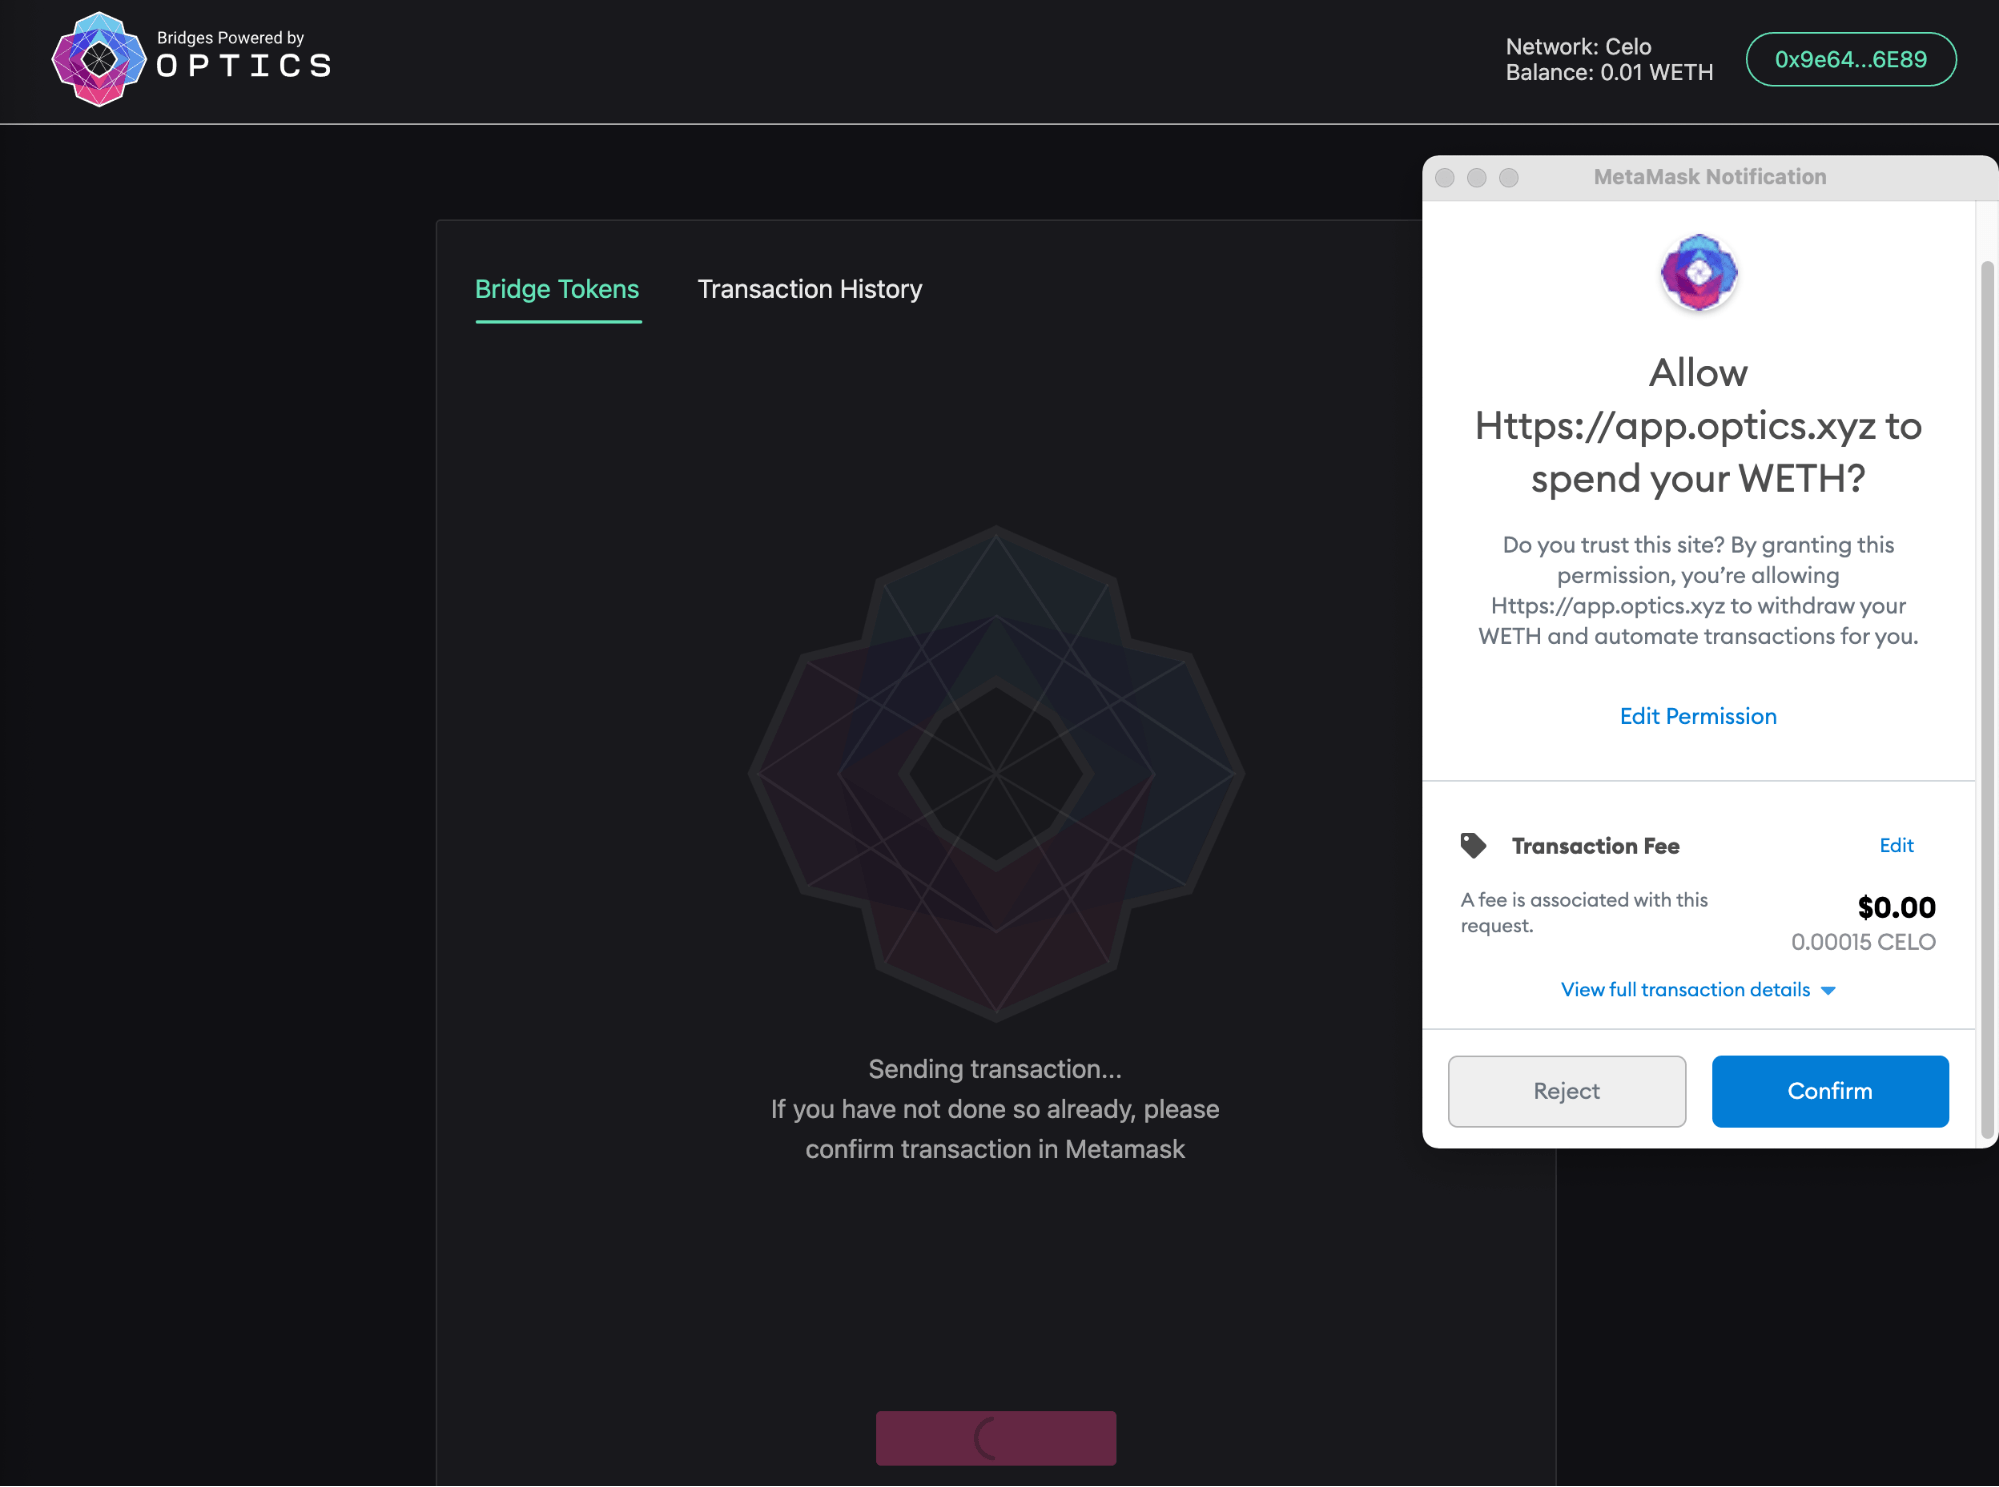 Bridges Powered by
OPTICS
Network: Celo
Balance: 0.01 WETH
0x9e64...6E89
Bridge Tokens
Transaction History
Sending transaction...
If you have not done so already, please
confirm transaction in Metamask
MetaMask Notification
Allow
Https://app.optics.xyz to
spend your WETH?
Do you trust this site? By granting this
permission, you’re allowing
Https://app.optics.xyz to withdraw your
WETH and automate transactions for you.
Edit Permission
Transaction Fee
Edit
A fee is associated with this
request.
$0.00
0.00015 CELO
View full transaction details
Reject
Confirm